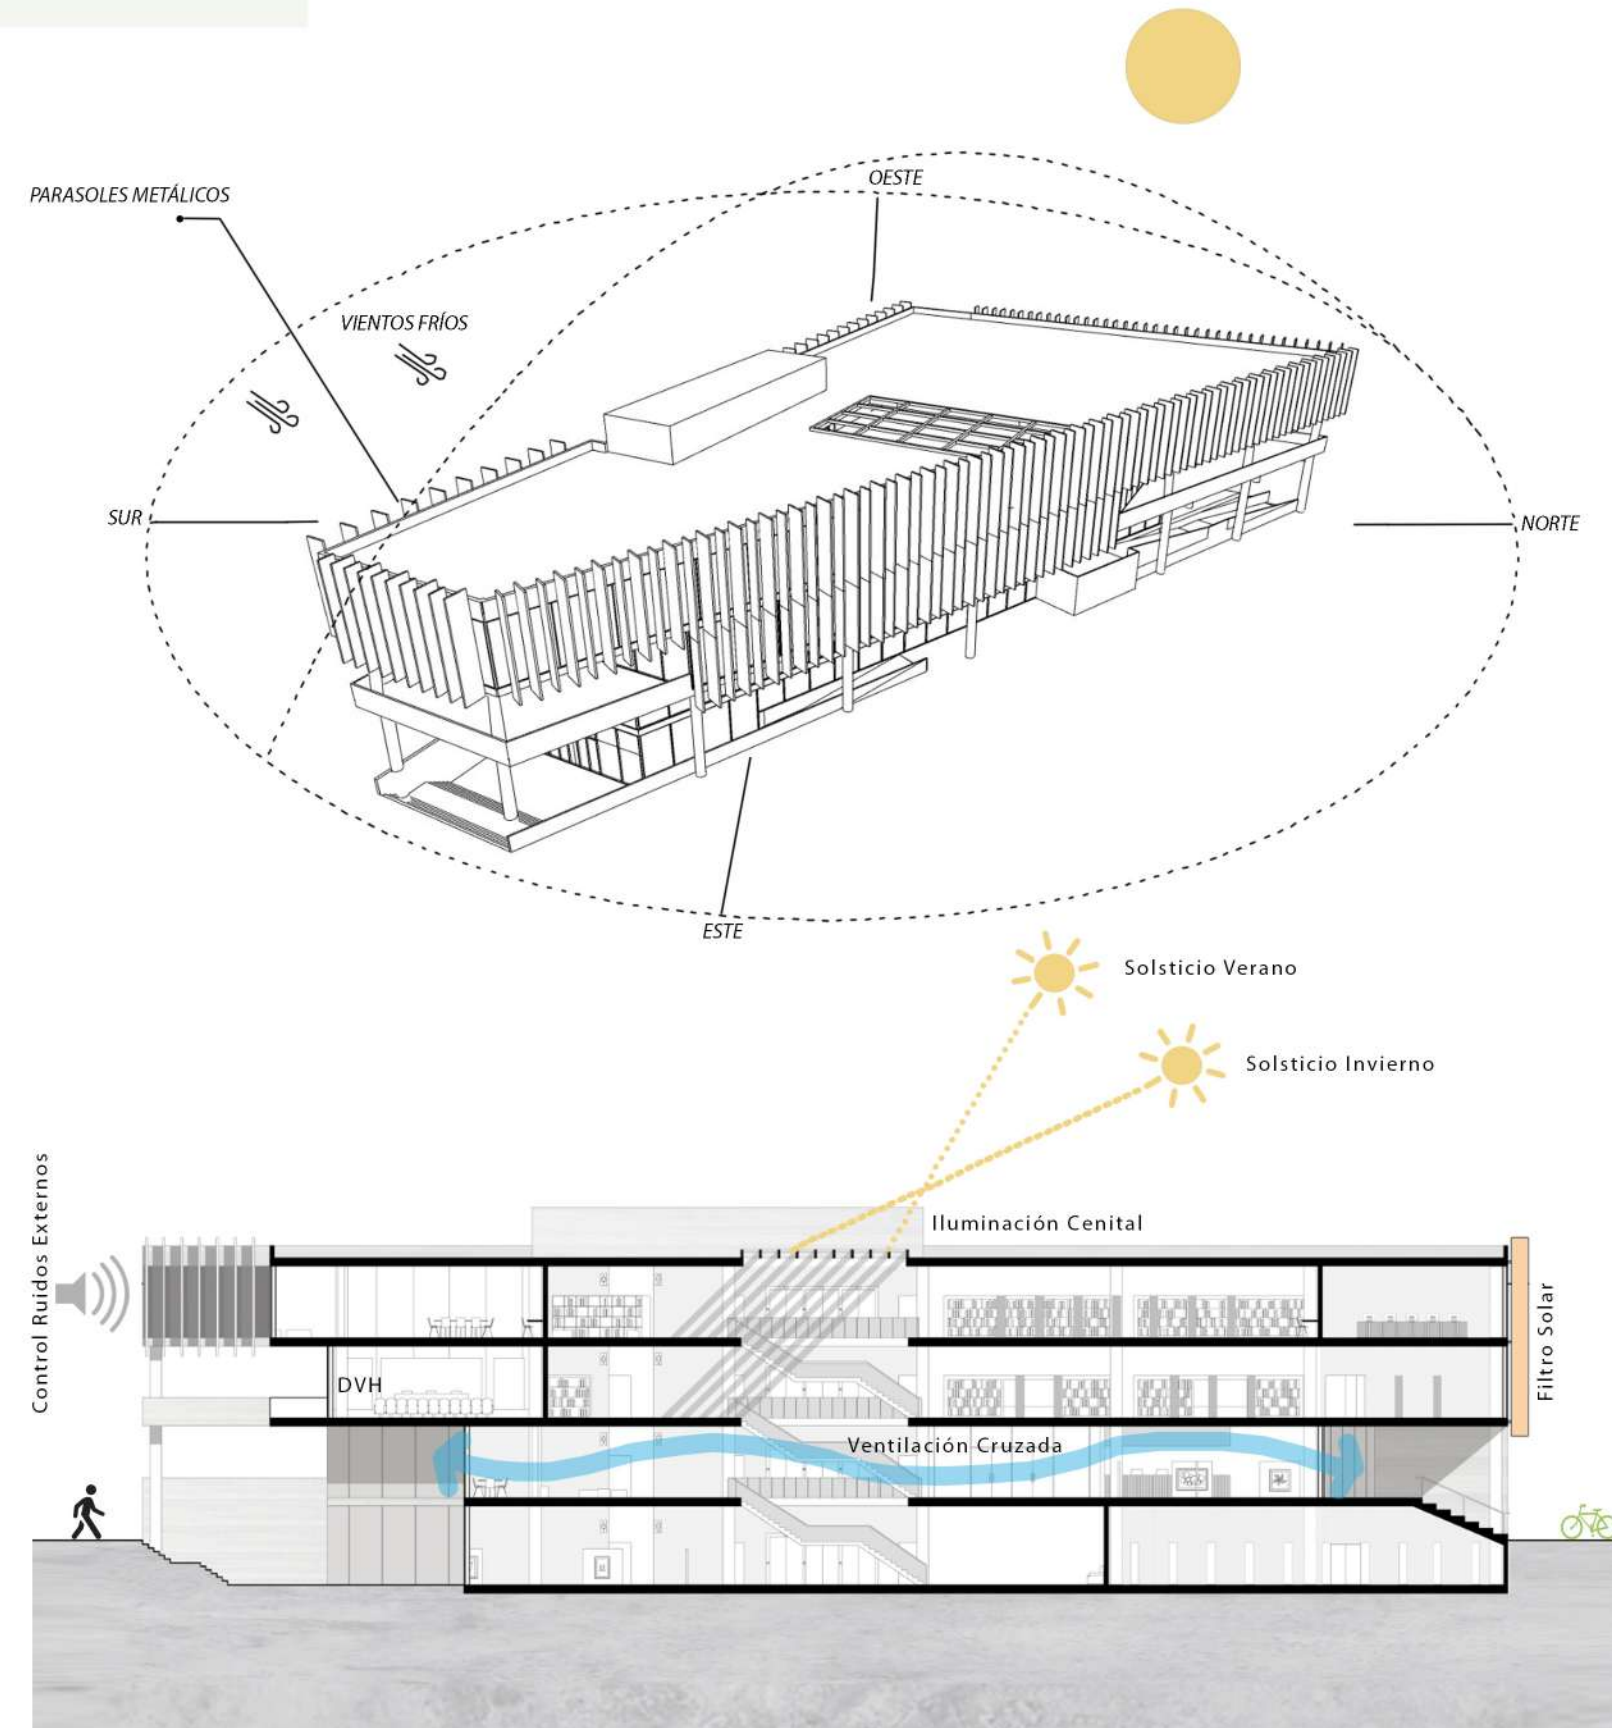 OESTE
PARASOLES METÁLICOS
VIENTOS FRÍOS
SUR
NORTE
ESTE
Solsticio Verano
Solsticio Invierno
Control Ruidos Externos
Iluminación Cenital
Filtro Solar
DVH
Ventilación Cruzada